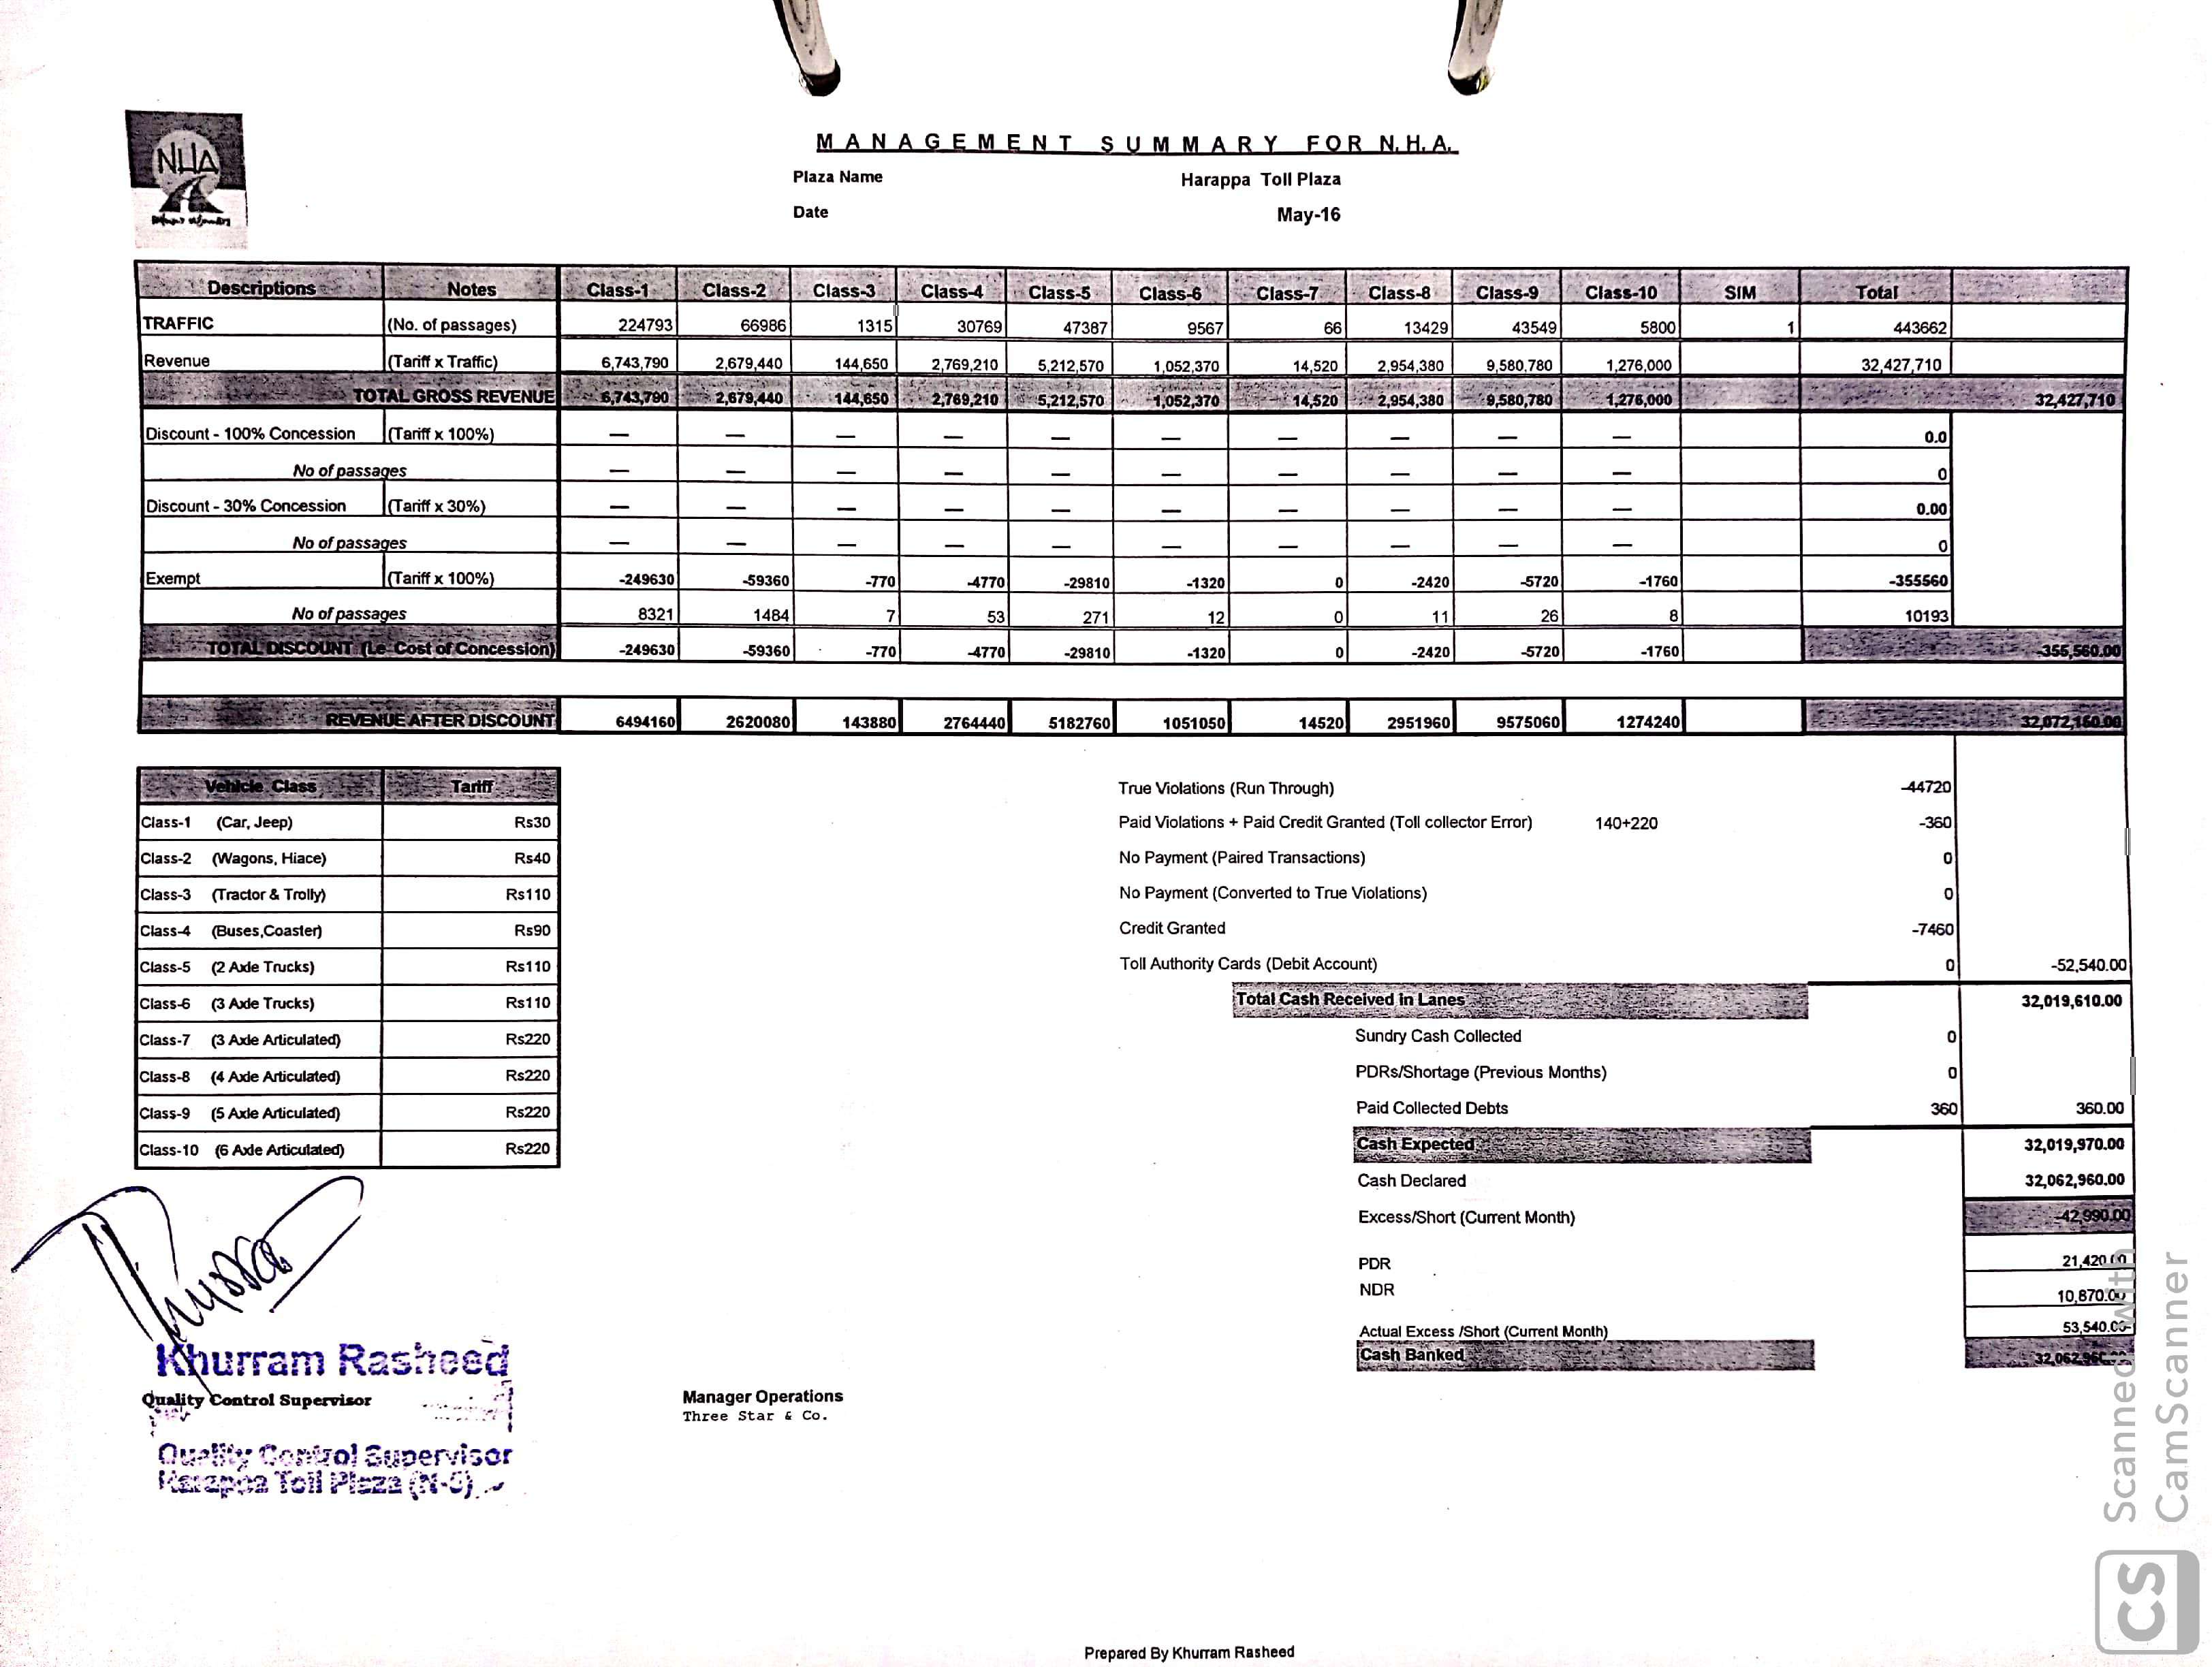 NHA
MANAGEMENT SUMMARY FOR N.H.A.
Plaza Name Harappa Toll Plaza
Date May-16
Descriptions Notes Class-1 Class-2 Class-3 Class-4 Class-5 Class-6 Class-7 Class-8 Class-9 Class-10 SIM Total
TRAFFIC (No. of passages) 224793 66986 1315 30769 47387 9567 66 13429 43549 5800 1 443662
Revenue (Tariff x Traffic) 6,743,790 2,679,440 144,650 2,769,210 5,212,570 1,052,370 14,520 2,954,380 9,580,780 1,276,000 32,427,710
TOTAL GROSS REVENUE 6,743,790 2,679,440 144,650 2,769,210 5,212,570 1,052,370 14,520 2,954,380 9,580,780 1,276,000 32,427,710
Discount - 100% Concession (Tariff x 100%) — — — — — — — — — — 0.0
No of passages — — — — — — — — — — 0
Discount - 30% Concession (Tariff x 30%) — — — — — — — — — — 0.00
No of passages — — — — — — — — — — 0
Exempt (Tariff x 100%) -249630 -59360 -770 -4770 -29810 -1320 0 -2420 -5720 -1760 -355560
No of passages 8321 1484 7 53 271 12 0 11 26 8 10193
TOTAL DISCOUNT (i.e Cost of Concession) -249630 -59360 -770 -4770 -29810 -1320 0 -2420 -5720 -1760 -355,560.00
REVENUE AFTER DISCOUNT 6494160 2620080 143880 2764440 5182760 1051050 14520 2951960 9575060 1274240 32,072,150.00
Vehicle Class Tariff
Class-1 (Car, Jeep) Rs30
Class-2 (Wagons, Hiace) Rs40
Class-3 (Tractor & Trolly) Rs110
Class-4 (Buses,Coaster) Rs90
Class-5 (2 Axle Trucks) Rs110
Class-6 (3 Axle Trucks) Rs110
Class-7 (3 Axle Articulated) Rs220
Class-8 (4 Axle Articulated) Rs220
Class-9 (5 Axle Articulated) Rs220
Class-10 (6 Axle Articulated) Rs220
True Violations (Run Through) -44720
Paid Violations + Paid Credit Granted (Toll collector Error) 140+220 -360
No Payment (Paired Transactions) 0
No Payment (Converted to True Violations) 0
Credit Granted -7460
Toll Authority Cards (Debit Account) 0 -52,540.00
Total Cash Received in Lanes 32,019,610.00
Sundry Cash Collected 0
PDRs/Shortage (Previous Months) 0
Paid Collected Debts 360 360.00
Cash Expected 32,019,970.00
Cash Declared 32,062,960.00
Excess/Short (Current Month) -42,990.00
PDR 21,420.00
NDR 10,870.00
Actual Excess /Short (Current Month) 53,540.00
Cash Banked 32,062,960.00
Khurram
Khurram Rasheed
Quality Control Supervisor
Quality Control Supervisor
Harappa Toll Plaza (N-5)
Manager Operations
Three Star & Co.
Prepared By Khurram Rasheed
Scanned with
CamScanner
CS